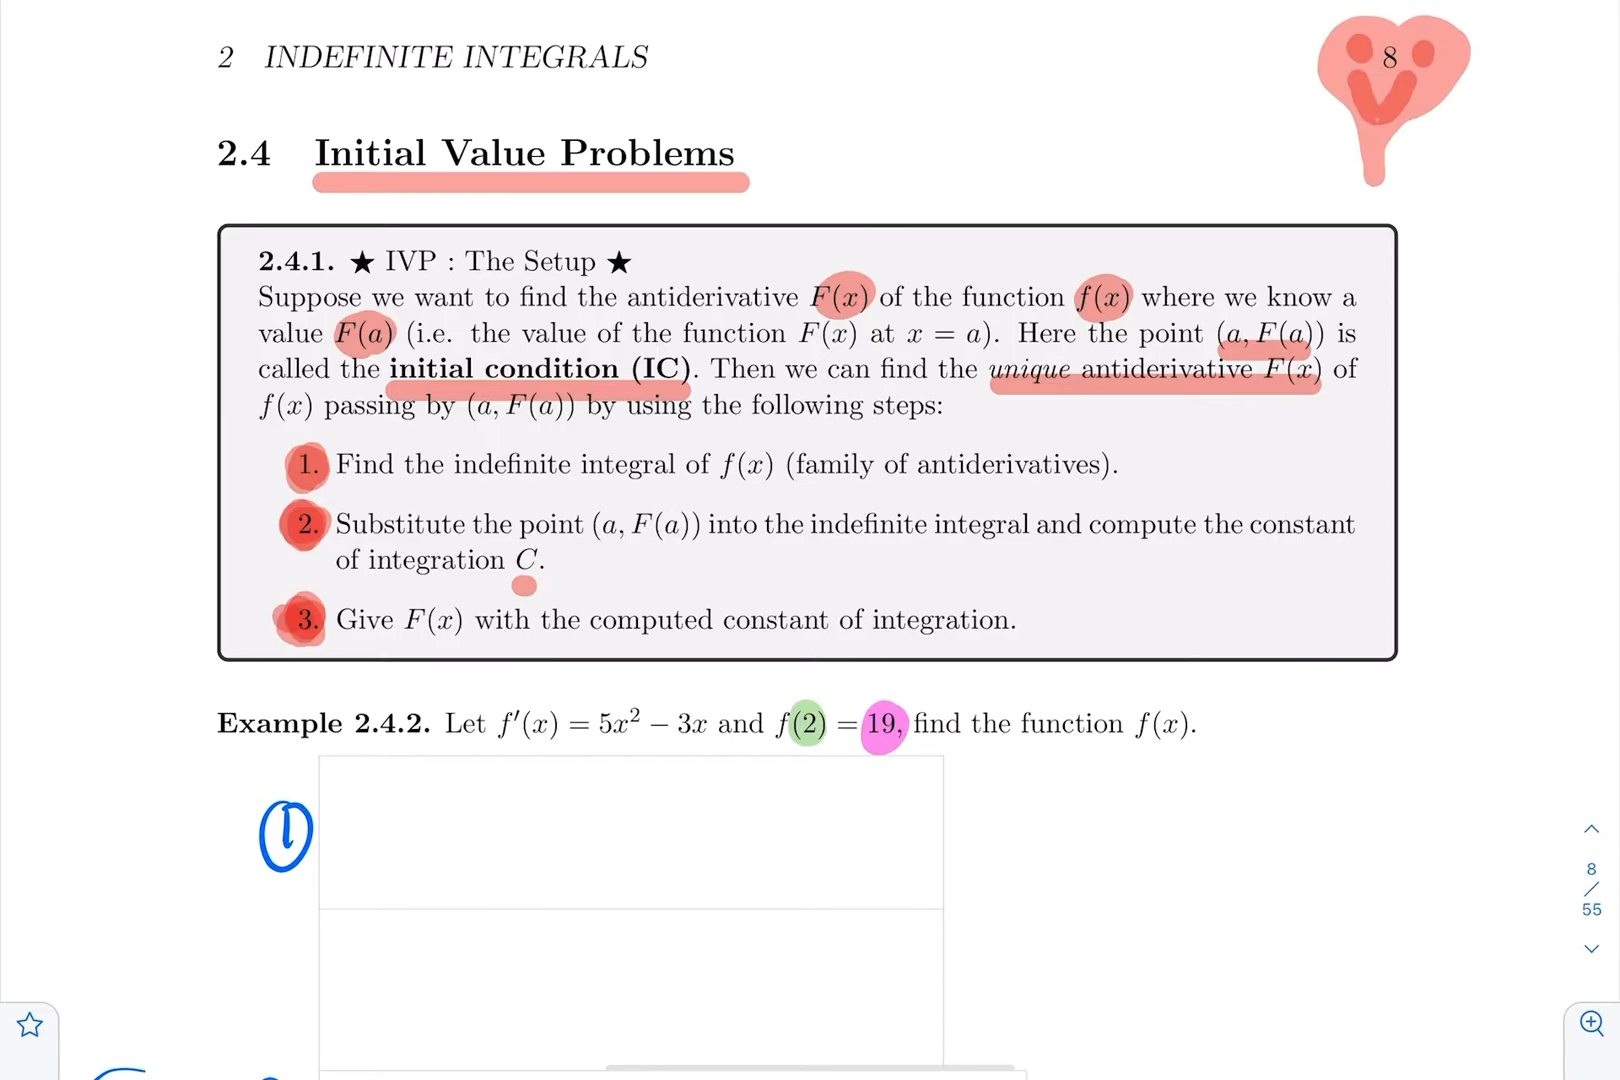 2 INDEFINITE INTEGRALS
8
2.4 Initial Value Problems
2.4.1. ★ IVP : The Setup ★
Suppose we want to find the antiderivative F(x) of the function f(x) where we know a
value F(a) (i.e. the value of the function F(x) at x = a). Here the point (a, F(a)) is
called the initial condition (IC). Then we can find the unique antiderivative F(x) of
f(x) passing by (a, F(a)) by using the following steps:
1. Find the indefinite integral of f(x) (family of antiderivatives).
2. Substitute the point (a, F(a)) into the indefinite integral and compute the constant
of integration C.
3. Give F(x) with the computed constant of integration.
Example 2.4.2. Let f′(x) = 5x² − 3x and f(2) = 19, find the function f(x).
①
8
/
55